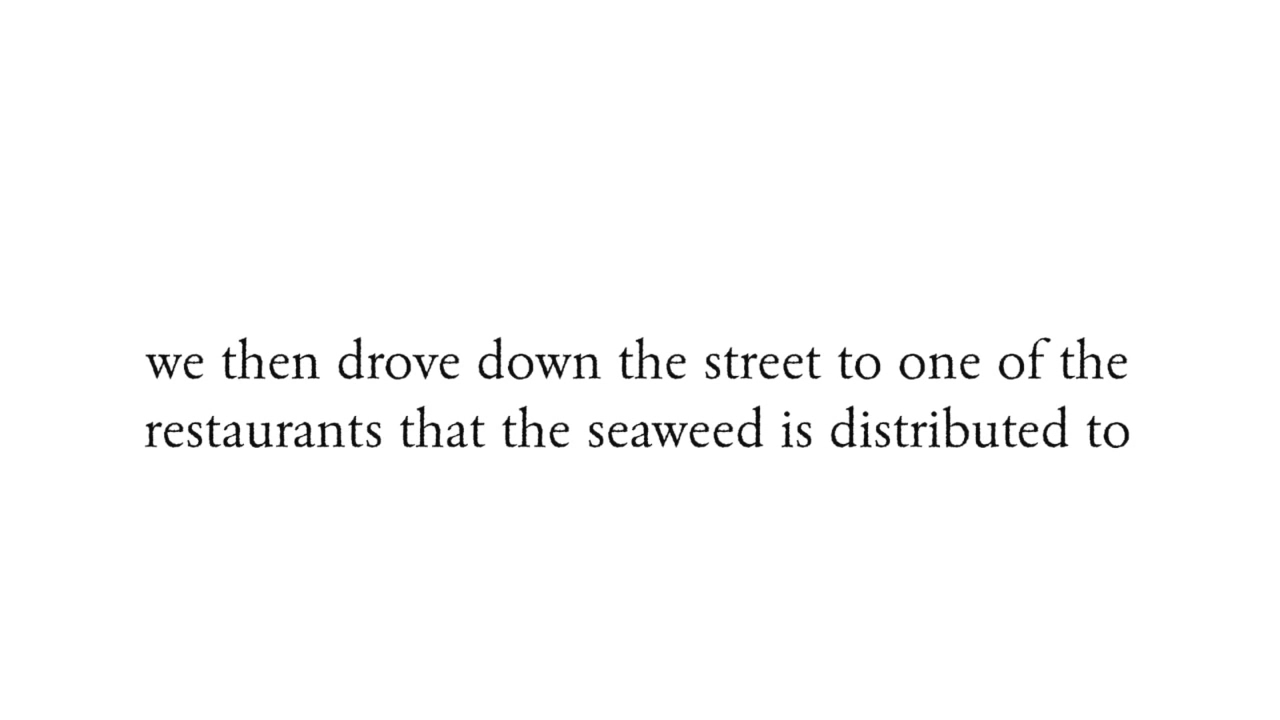 we then drove down the street to one of the
restaurants that the seaweed is distributed to